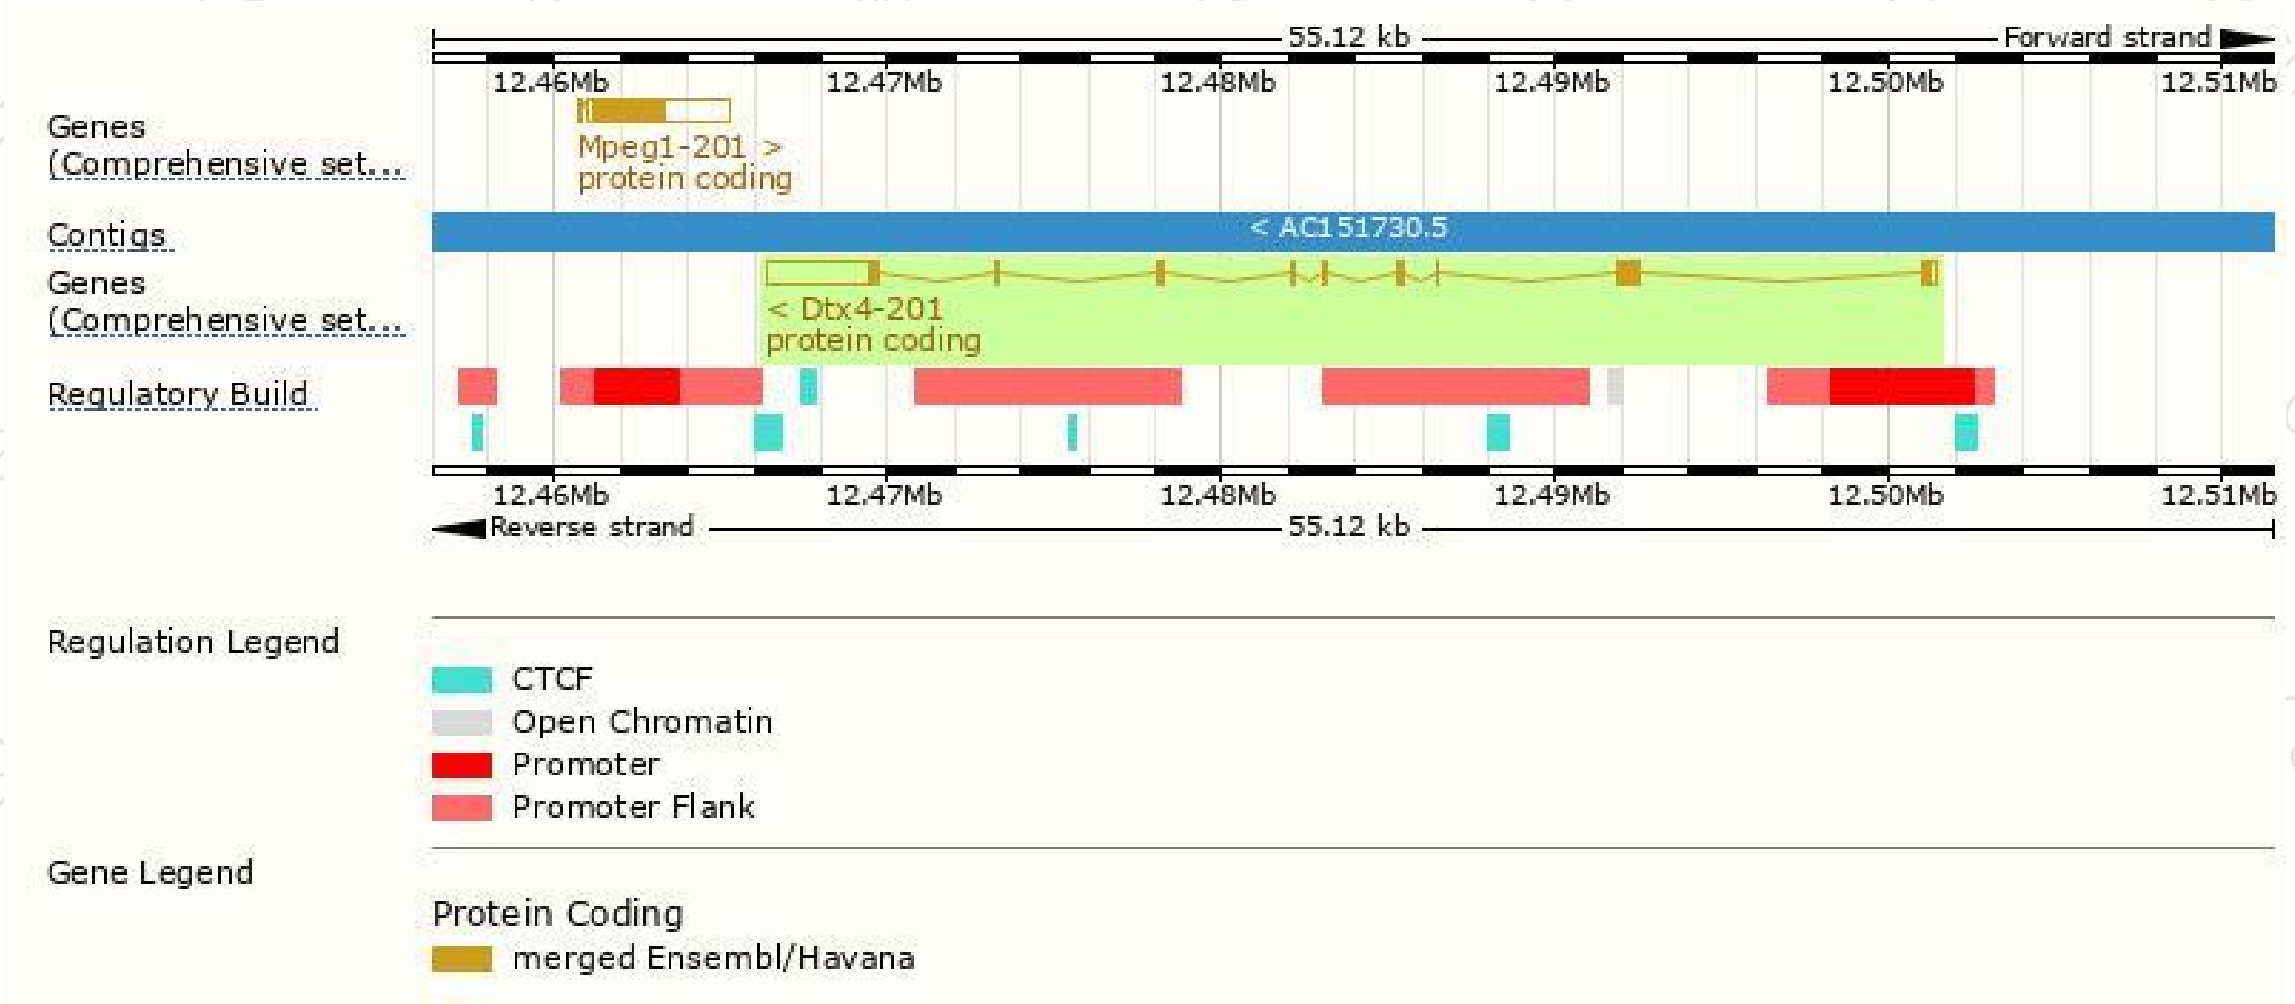 55.12 kb
Forward strand
12.46Mb 12.47Mb 12.48Mb 12.49Mb 12.50Mb 12.51Mb
Genes
(Comprehensive set...
Mpeg1-201 >
protein coding
Contigs
< AC151730.5
Genes
(Comprehensive set...
< Dtx4-201
protein coding
Regulatory Build
12.46Mb 12.47Mb 12.48Mb 12.49Mb 12.50Mb 12.51Mb
Reverse strand
55.12 kb
Regulation Legend
CTCF
Open Chromatin
Promoter
Promoter Flank
Gene Legend
Protein Coding
merged Ensembl/Havana